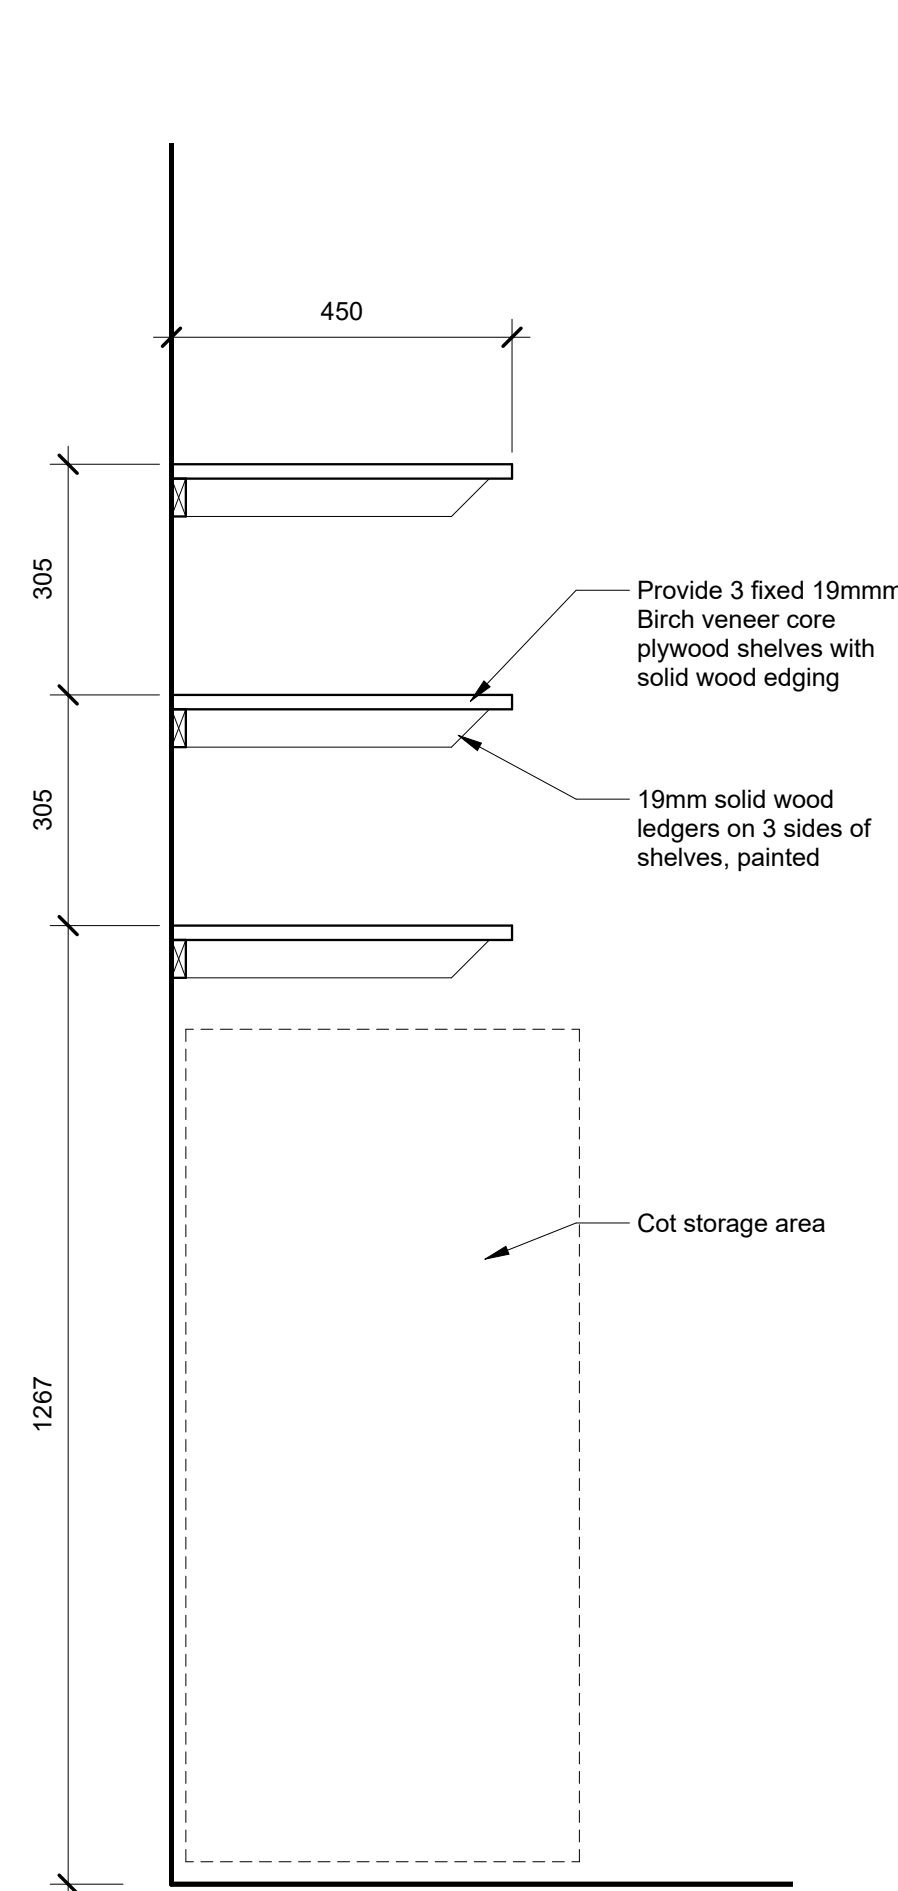 450
305
Provide 3 fixed 19mmm
Birch veneer core
plywood shelves with
solid wood edging
305
19mm solid wood
ledgers on 3 sides of
shelves, painted
Cot storage area
1267